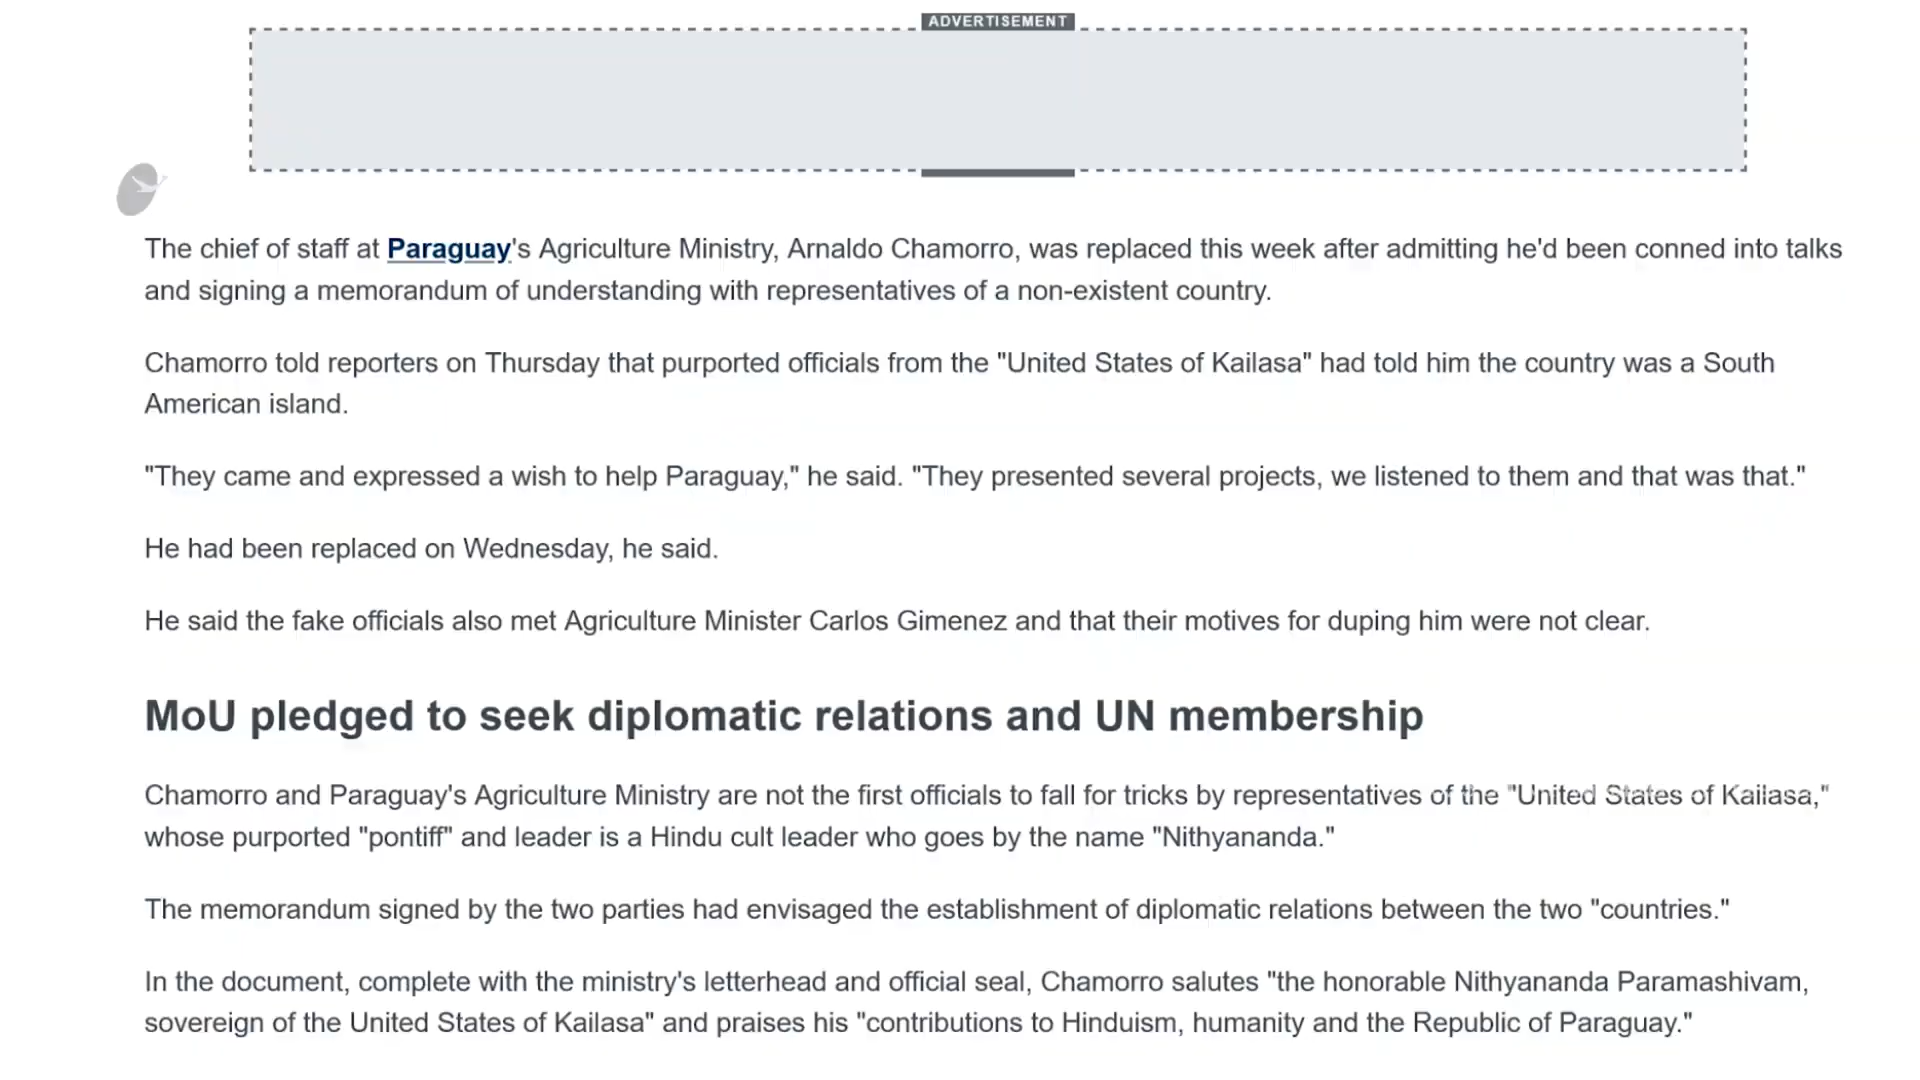 ADVERTISEMENT
The chief of staff at Paraguay's Agriculture Ministry, Arnaldo Chamorro, was replaced this week after admitting he'd been conned into talks
and signing a memorandum of understanding with representatives of a non-existent country.
Chamorro told reporters on Thursday that purported officials from the "United States of Kailasa" had told him the country was a South
American island.
"They came and expressed a wish to help Paraguay," he said. "They presented several projects, we listened to them and that was that."
He had been replaced on Wednesday, he said.
He said the fake officials also met Agriculture Minister Carlos Gimenez and that their motives for duping him were not clear.
MoU pledged to seek diplomatic relations and UN membership
Chamorro and Paraguay's Agriculture Ministry are not the first officials to fall for tricks by representatives of the "United States of Kailasa,"
whose purported "pontiff" and leader is a Hindu cult leader who goes by the name "Nithyananda."
The memorandum signed by the two parties had envisaged the establishment of diplomatic relations between the two "countries."
In the document, complete with the ministry's letterhead and official seal, Chamorro salutes "the honorable Nithyananda Paramashivam,
sovereign of the United States of Kailasa" and praises his "contributions to Hinduism, humanity and the Republic of Paraguay."